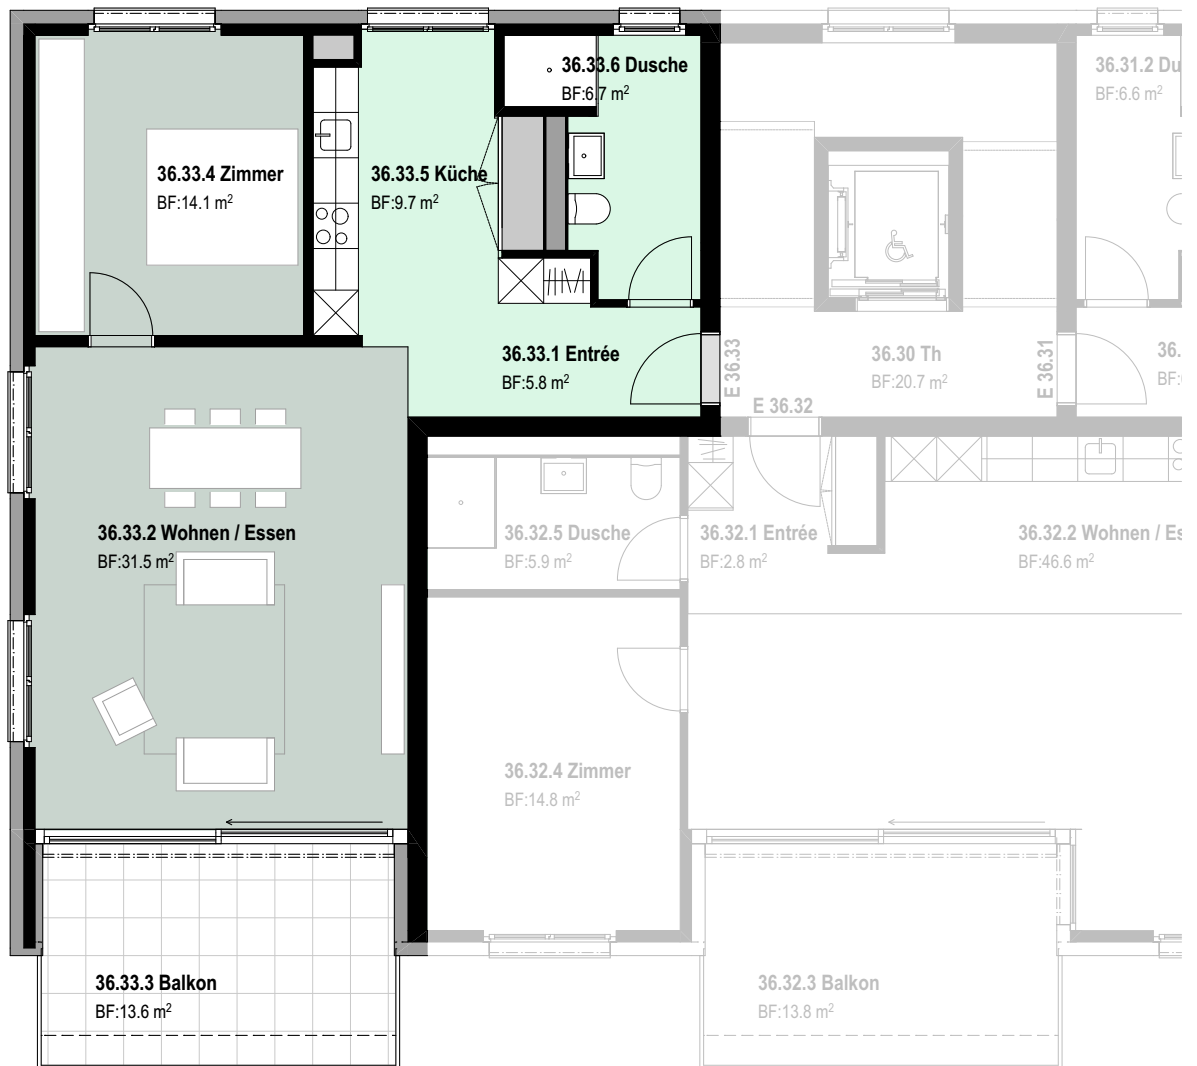 36.33.6 Dusche
BF:6.7 m²
36.31.2 Du
BF:6.6 m²
36.33.4 Zimmer
BF:14.1 m²
36.33.5 Küche
BF:9.7 m²
36.33.1 Entrée
BF:5.8 m²
E 36.33
36.30 Th
BF:20.7 m²
E 36.31
36.
BF:
E 36.32
36.33.2 Wohnen / Essen
BF:31.5 m²
36.32.5 Dusche
BF:5.9 m²
36.32.1 Entrée
BF:2.8 m²
36.32.2 Wohnen / Es
BF:46.6 m²
36.32.4 Zimmer
BF:14.8 m²
36.33.3 Balkon
BF:13.6 m²
36.32.3 Balkon
BF:13.8 m²